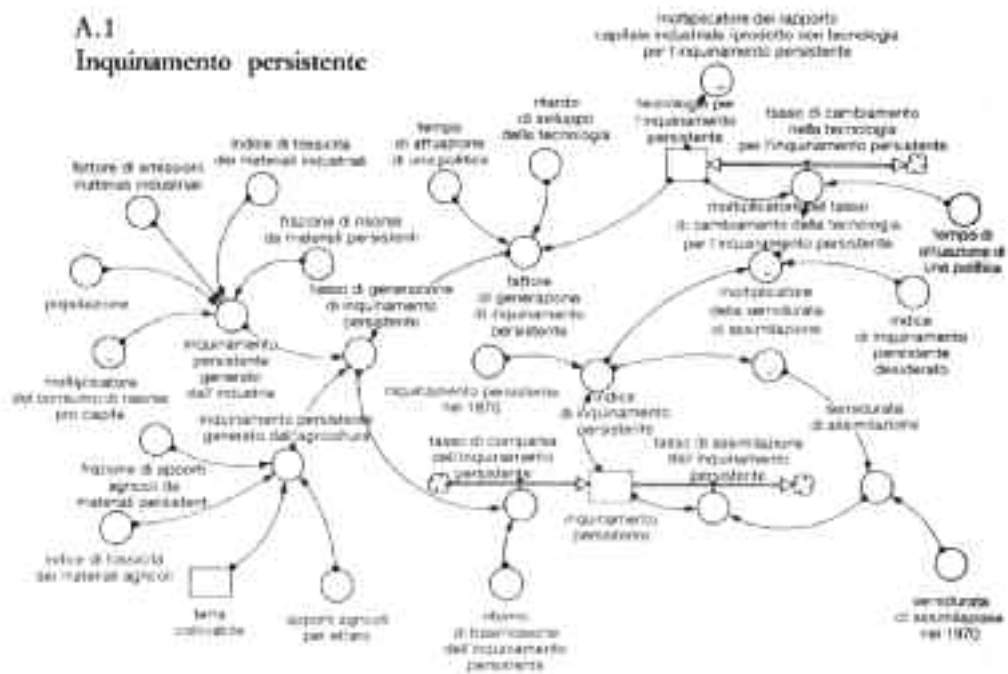 A.1
Inquinamento persistente
moltiplicatore del rapporto
capitale industriale /prodotto non tecnologia
per l'inquinamento persistente
ritardo
di sviluppo
della tecnologia
tecnologia per
l'inquinamento
persistente
tasso di cambiamento
nella tecnologia
per l'inquinamento persistente
tempo
di attuazione
di una politica
indice di tossicità
dei materiali industriali
fattore di emissioni
materiali industriali
frazione di risorse
da materiali persistenti
moltiplicatore del tasso
di cambiamento della tecnologia
per l'inquinamento persistente
tempo di
attuazione di
una politica
popolazione
tasso di generazione
di inquinamento
persistente
fattore
di generazione
di inquinamento
persistente
moltiplicatore
della semidurata
di assimilazione
indice
di inquinamento
persistente
desiderato
inquinamento
persistente
generato
dall'industria
moltiplicatore
del consumo di risorse
pro capite
inquinamento persistente
nel 1970
indice
di inquinamento
persistente
semidurata
di assimilazione
inquinamento persistente
generato dall'agricoltura
tasso di comparsa
dell'inquinamento
persistente
tasso di assimilazione
dell'inquinamento
persistente
frazione di apporti
agricoli da
materiali persistenti
inquinamento
persistente
indice di tossicità
dei materiali agricoli
terra
coltivabile
apporti agricoli
per ettaro
ritardo
di trasmissione
dell'inquinamento
persistente
semidurata
di assimilazione
nel 1970